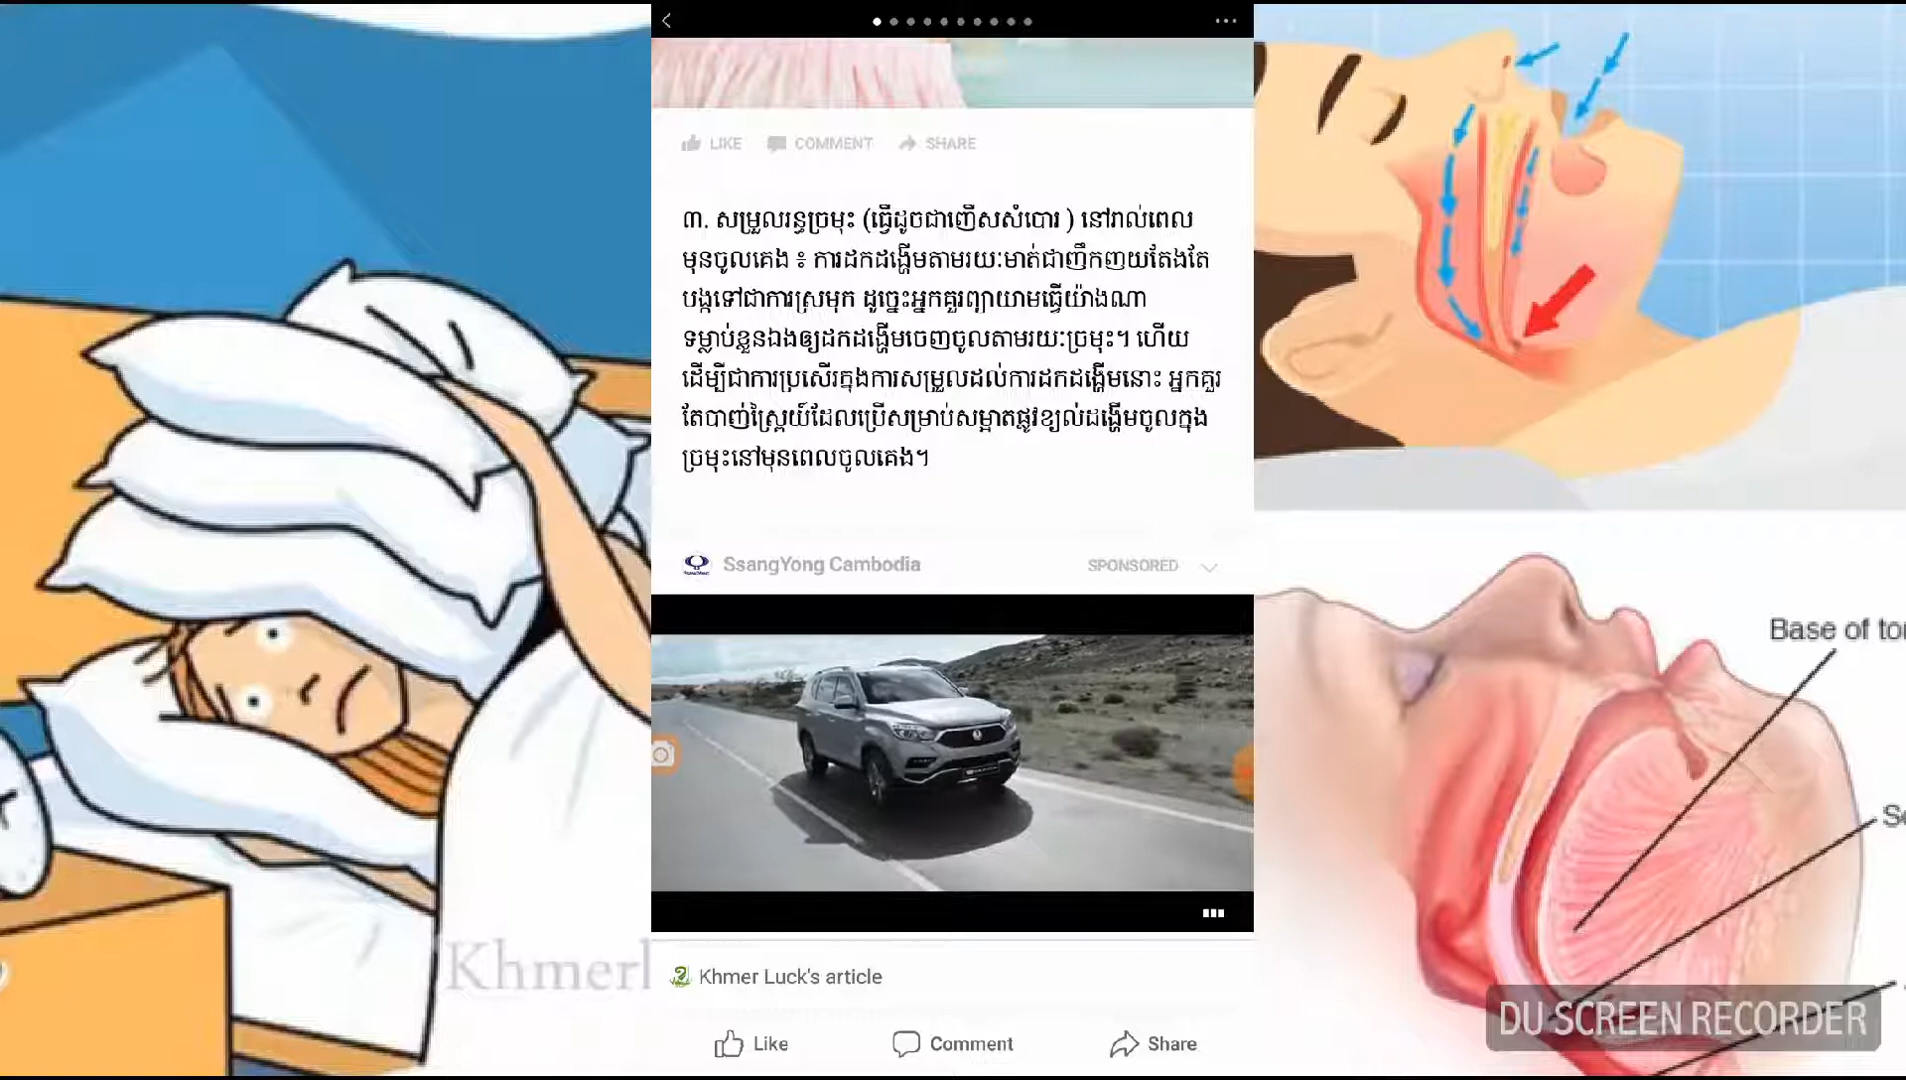 LIKE COMMENT SHARE
៣. សម្រួលរន្ធច្រមុះ (ធ្វើដូចជាញើសសំបោរ ) នៅរាល់ពេល
មុនចូលគេង ៖ ការដកដង្ហើមតាមរយៈមាត់ជាញឹកញយតែងតែ
បង្កទៅជាការស្រមុក ដូច្នេះអ្នកគួរព្យាយាមធ្វើយ៉ាងណា
ទម្លាប់ខ្លួនឯងឲ្យដកដង្ហើមចេញចូលតាមរយៈច្រមុះ។ ហើយ
ដើម្បីជាការប្រសើរក្នុងការសម្រួលដល់ការដកដង្ហើមនោះ អ្នកគួរ
តែបាញ់ស្ព្រៃយ៍ដែលប្រើសម្រាប់សម្អាតផ្លូវខ្យល់ដង្ហើមចូលក្នុង
ច្រមុះនៅមុនពេលចូលគេង។
SsangYong Cambodia SPONSORED
Khmer Luck's article
Like Comment Share
Khmerl
Base of to
S
DU SCREEN RECORDER